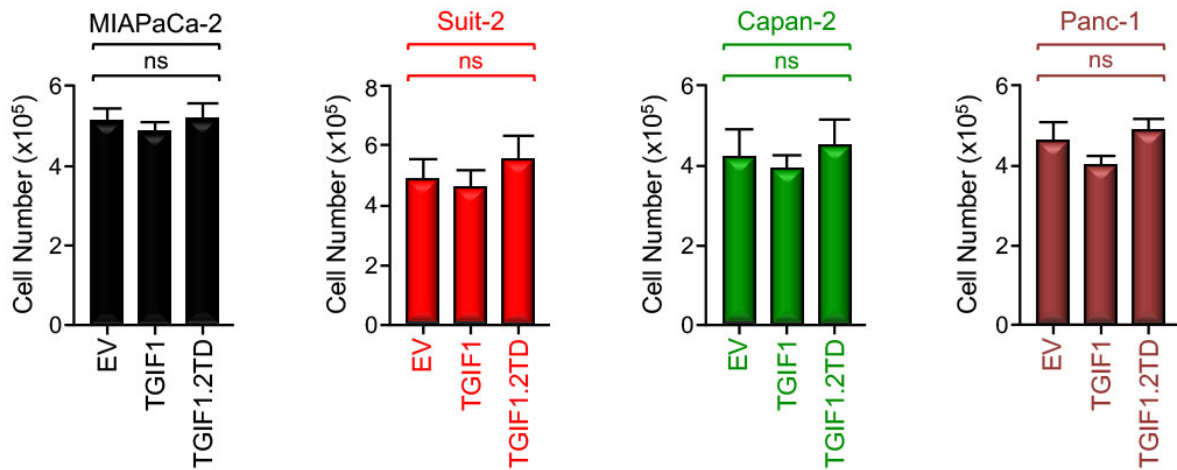 MIAPaCa-2
ns
Cell Number (x10⁵)
6
4
2
0
EV
TGIF1
TGIF1.2TD
Suit-2
ns
Cell Number (x10⁵)
8
6
4
2
0
EV
TGIF1
TGIF1.2TD
Capan-2
ns
Cell Number (x10⁵)
6
4
2
0
EV
TGIF1
TGIF1.2TD
Panc-1
ns
Cell Number (x10⁵)
6
4
2
0
EV
TGIF1
TGIF1.2TD